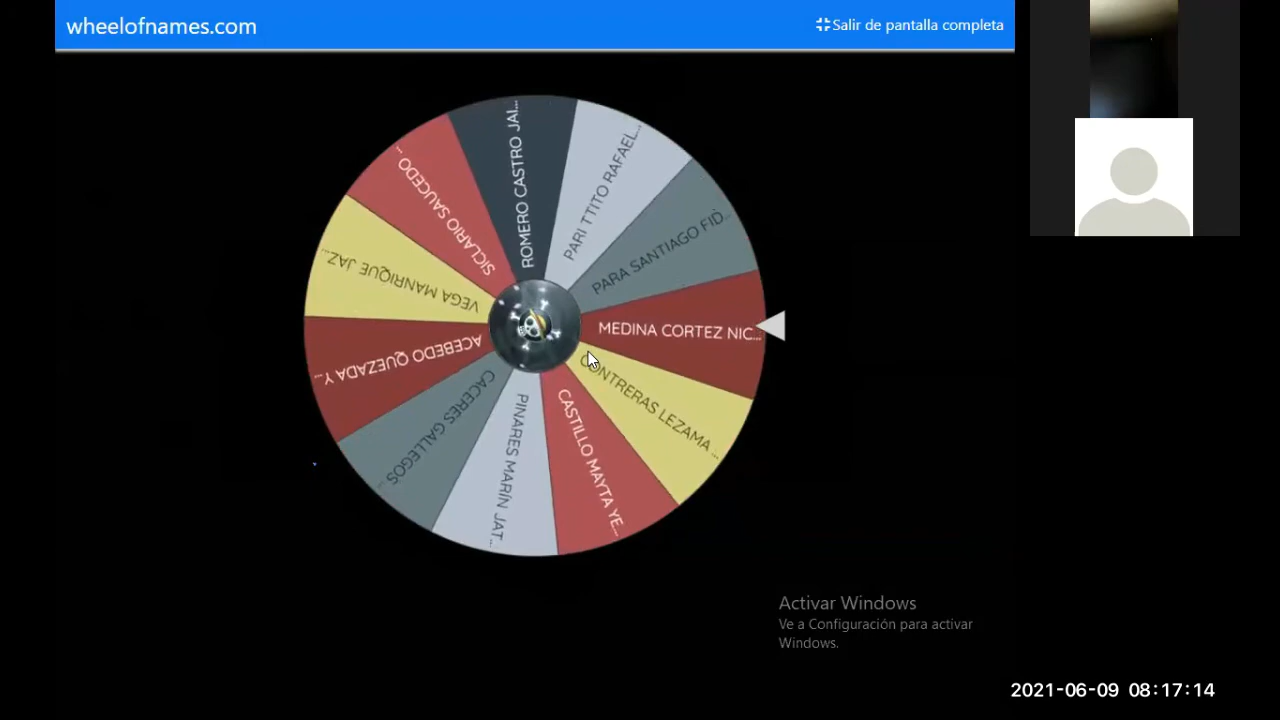 wheelofnames.com
Salir de pantalla completa
ROMERO CASTRO JAI...
PARI TTITO RAFAEL...
PARA SANTIAGO FID...
MEDINA CORTEZ NIC...
CONTRERAS LEZAMA ...
CASTILLO MAYTA YE...
PINARES MARÍN JAT...
CACERES GALLEGOS ...
ACEBEDO QUEZADA Y...
VEGA MANRIQUE JAZ...
SICLARIO SAUCEDO ...
Activar Windows
Ve a Configuración para activar
Windows.
2021-06-09 08:17:14